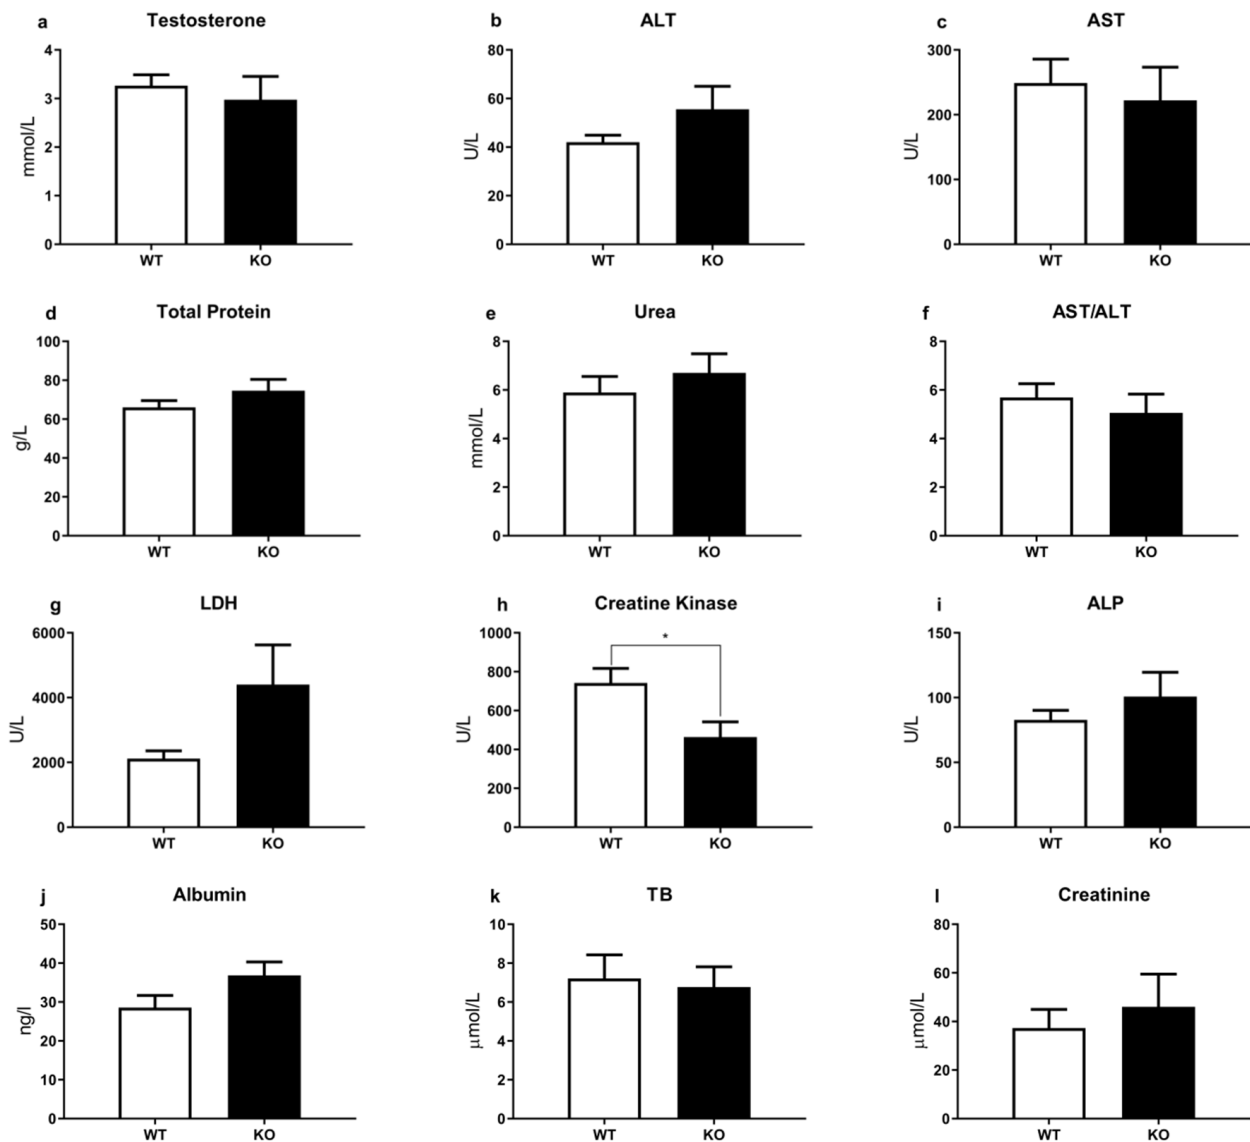 a Testosterone
mmol/L
4
3
2
1
0
WT KO
b ALT
U/L
80
60
40
20
0
WT KO
c AST
U/L
300
200
100
0
WT KO
d Total Protein
g/L
100
80
60
40
20
0
WT KO
e Urea
mmol/L
8
6
4
2
0
WT KO
f AST/ALT
8
6
4
2
0
WT KO
g LDH
U/L
6000
4000
2000
0
WT KO
h Creatine Kinase
U/L
1000
800
600
400
200
0
*
WT KO
i ALP
U/L
150
100
50
0
WT KO
j Albumin
ng/l
50
40
30
20
10
0
WT KO
k TB
μmol/L
10
8
6
4
2
0
WT KO
l Creatinine
μmol/L
80
60
40
20
0
WT KO